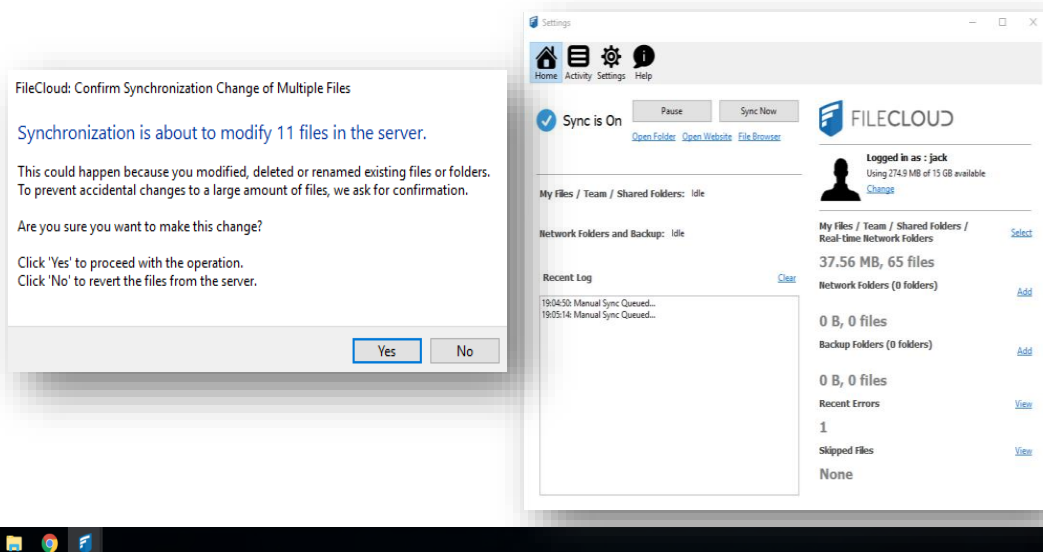 FileCloud: Confirm Synchronization Change of Multiple Files
Synchronization is about to modify 11 files in the server.
This could happen because you modified, deleted or renamed existing files or folders.
To prevent accidental changes to a large amount of files, we ask for confirmation.
Are you sure you want to make this change?
Click 'Yes' to proceed with the operation.
Click 'No' to revert the files from the server.
Yes No
Settings
Home Activity Settings Help
Sync is On
Pause Sync Now
Open Folder Open Website File Browser
My Files / Team / Shared Folders: Idle
Network Folders and Backup: Idle
Recent Log Clear
19:04:50: Manual Sync Queued...
19:05:14: Manual Sync Queued...
FILECLOUD
Logged in as : jack
Using 274.9 MB of 15 GB available
Change
My Files / Team / Shared Folders /
Real-time Network Folders Select
37.56 MB, 65 files
Network Folders (0 folders) Add
0 B, 0 files
Backup Folders (0 folders) Add
0 B, 0 files
Recent Errors View
1
Skipped Files View
None